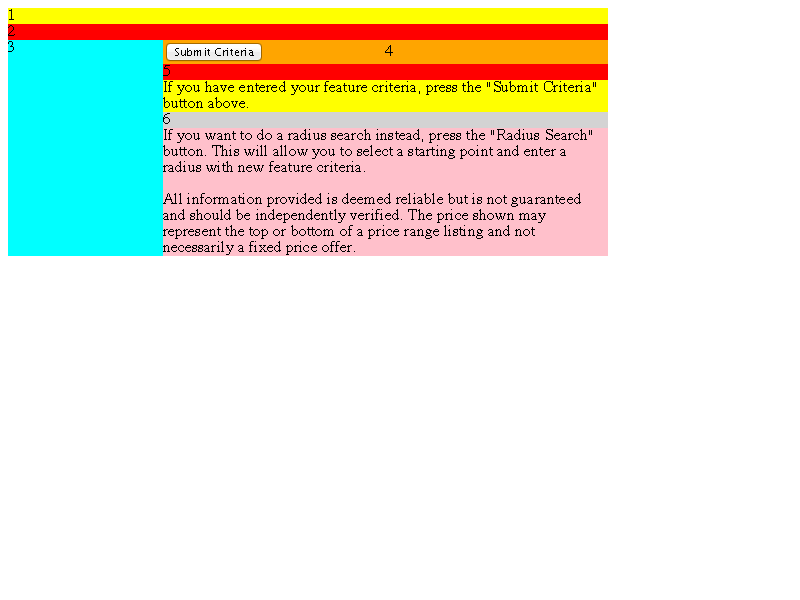 1
2
3
Submit Criteria 4
5
If you have entered your feature criteria, press the "Submit Criteria"
button above.
6
If you want to do a radius search instead, press the "Radius Search"
button. This will allow you to select a starting point and enter a
radius with new feature criteria.
All information provided is deemed reliable but is not guaranteed
and should be independently verified. The price shown may
represent the top or bottom of a price range listing and not
necessarily a fixed price offer.